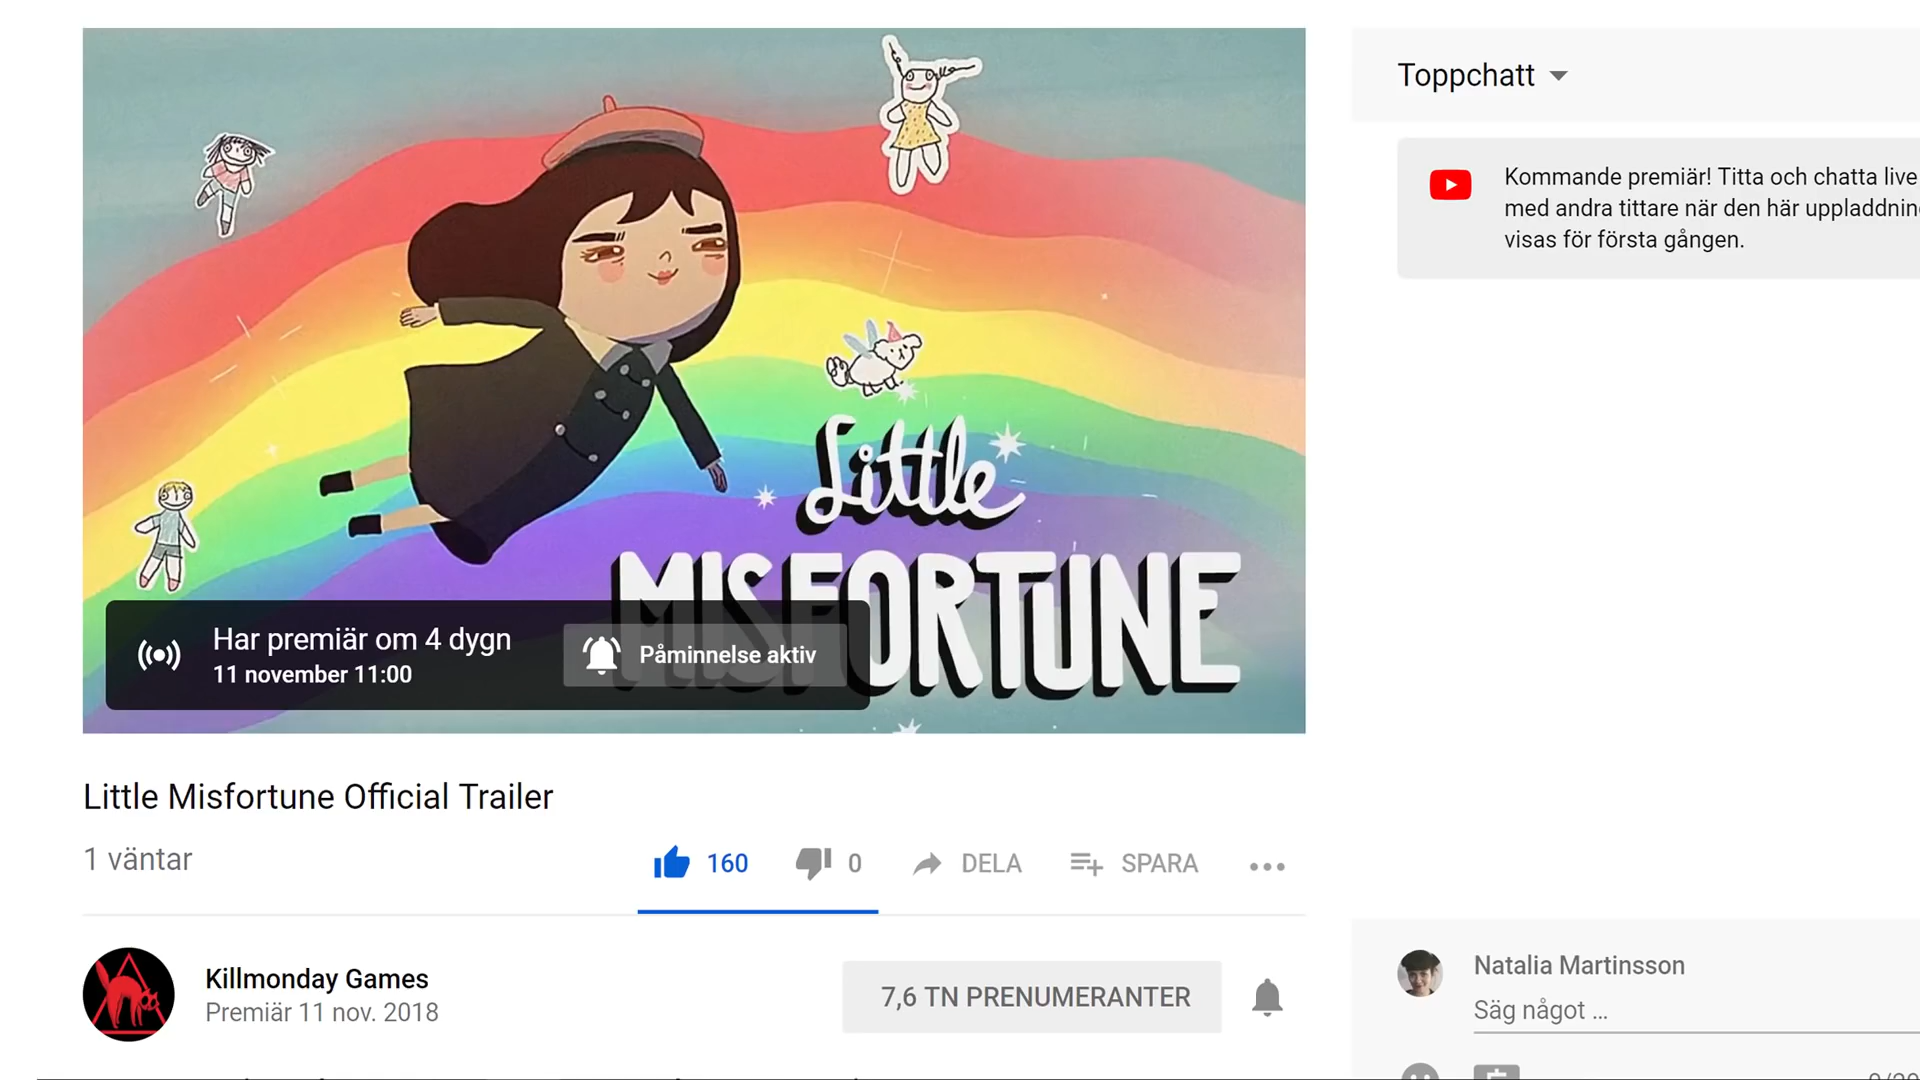 Little
MISFORTUNE
Har premiär om 4 dygn
11 november 11:00
Påminnelse aktiv
Little Misfortune Official Trailer
1 väntar
160
0
DELA
SPARA
Killmonday Games
Premiär 11 nov. 2018
7,6 TN PRENUMERANTER
Toppchatt
Kommande premiär! Titta och chatta live
med andra tittare när den här uppladdnin
visas för första gången.
Natalia Martinsson
Säg något ...